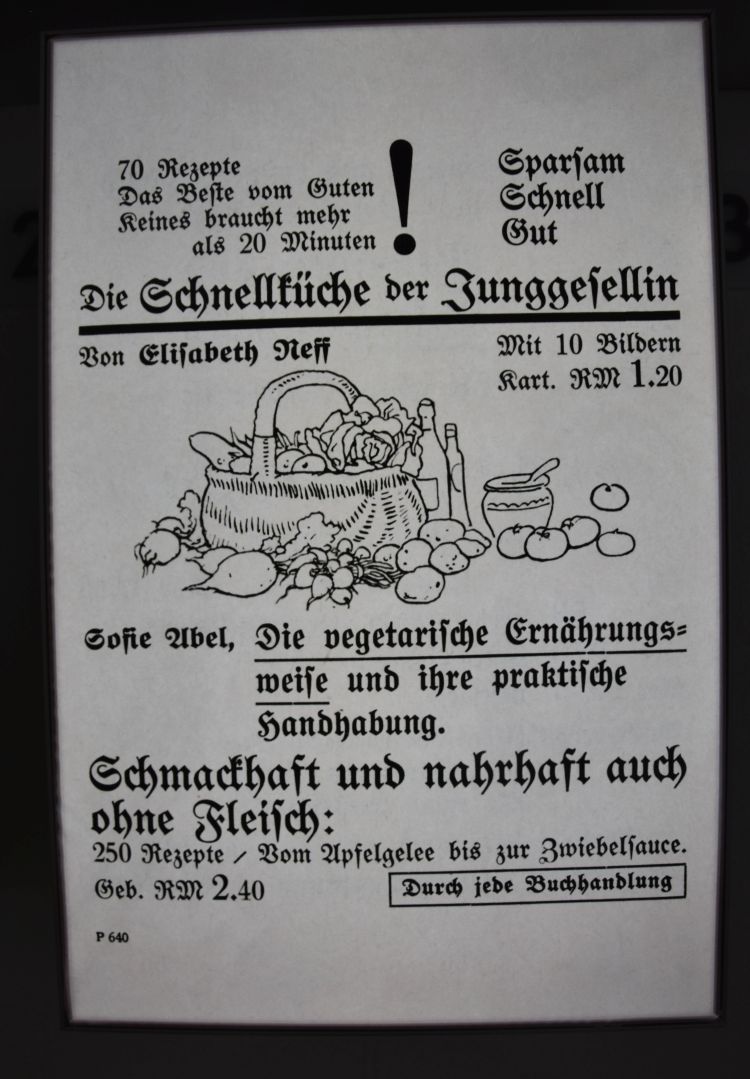 70 Rezepte
Das Beste vom Guten
Keines braucht mehr
als 20 Minuten
!
Sparsam
Schnell
Gut
Die Schnellküche der Junggesellin
Von Elisabeth Neff
Mit 10 Bildern
Kart. RM 1.20
Sofie Abel, Die vegetarische Ernährungs=
weise und ihre praktische
Handhabung.
Schmackhaft und nahrhaft auch
ohne Fleisch:
250 Rezepte / Vom Apfelgelee bis zur Zwiebelsauce.
Geb. RM 2.40
Durch jede Buchhandlung
P 640